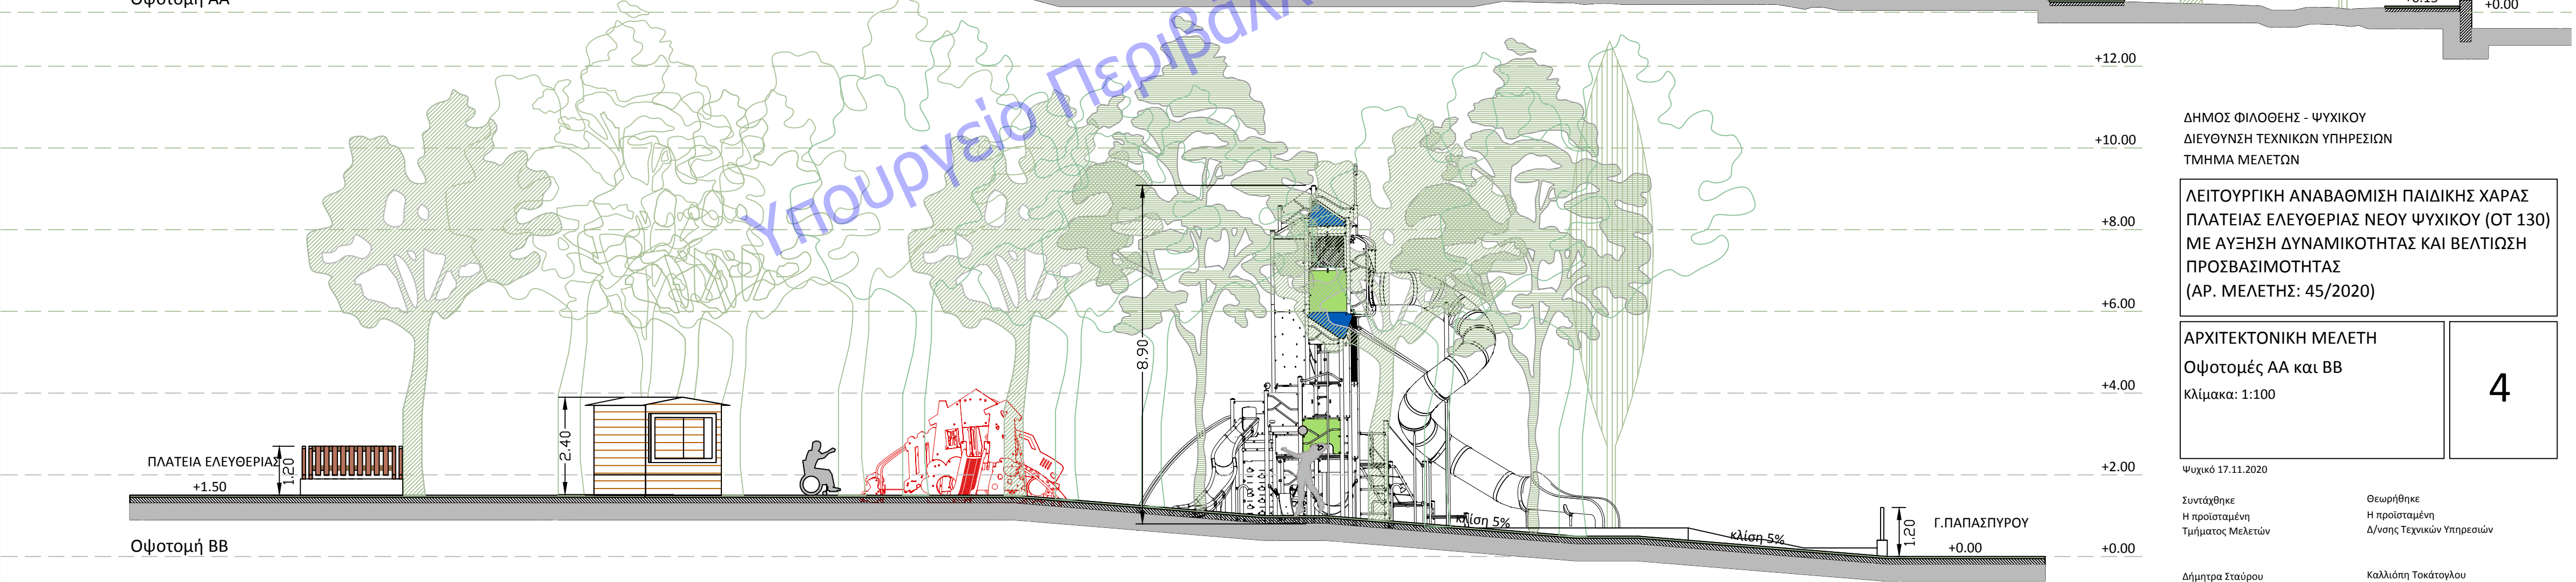 Οψοτομή ΑΑ
+0.15
+0.00
Υπουργείο
+12.00
+10.00
+8.00
+6.00
+4.00
+2.00
+0.00
8.90
2.40
1.20
ΠΛΑΤΕΙΑ ΕΛΕΥΘΕΡΙΑΣ
+1.50
κλίση 5%
κλίση 5%
1.20
Γ.ΠΑΠΑΣΠΥΡΟΥ
+0.00
Οψοτομή ΒΒ
ΔΗΜΟΣ ΦΙΛΟΘΕΗΣ - ΨΥΧΙΚΟΥ
ΔΙΕΥΘΥΝΣΗ ΤΕΧΝΙΚΩΝ ΥΠΗΡΕΣΙΩΝ
ΤΜΗΜΑ ΜΕΛΕΤΩΝ
ΛΕΙΤΟΥΡΓΙΚΗ ΑΝΑΒΑΘΜΙΣΗ ΠΑΙΔΙΚΗΣ ΧΑΡΑΣ
ΠΛΑΤΕΙΑΣ ΕΛΕΥΘΕΡΙΑΣ ΝΕΟΥ ΨΥΧΙΚΟΥ (ΟΤ 130)
ΜΕ ΑΥΞΗΣΗ ΔΥΝΑΜΙΚΟΤΗΤΑΣ ΚΑΙ ΒΕΛΤΙΩΣΗ
ΠΡΟΣΒΑΣΙΜΟΤΗΤΑΣ
(ΑΡ. ΜΕΛΕΤΗΣ: 45/2020)
ΑΡΧΙΤΕΚΤΟΝΙΚΗ ΜΕΛΕΤΗ
Οψοτομές ΑΑ και ΒΒ
Κλίμακα: 1:100
4
Ψυχικό 17.11.2020
Συντάχθηκε
Η προϊσταμένη
Τμήματος Μελετών
Δήμητρα Σταύρου
Θεωρήθηκε
Η προϊσταμένη
Δ/νσης Τεχνικών Υπηρεσιών
Καλλιόπη Τοκάτογλου